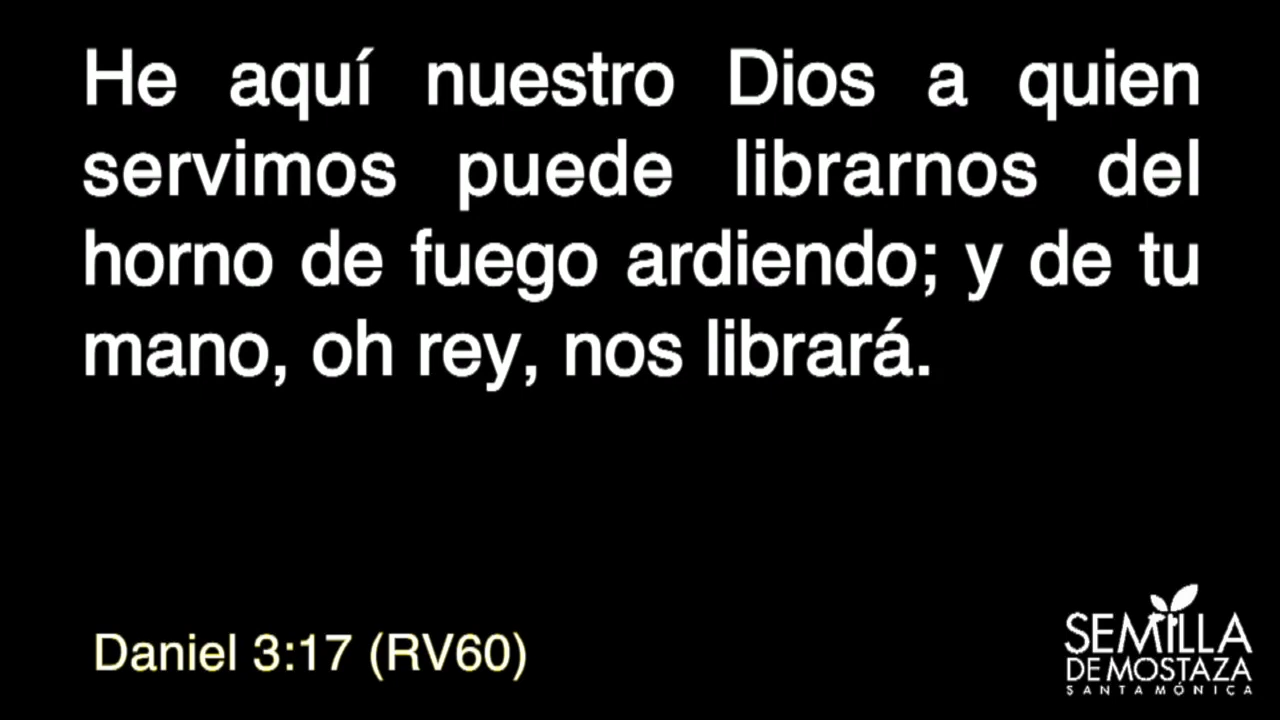 He aquí nuestro Dios a quien
servimos puede librarnos del
horno de fuego ardiendo; y de tu
mano, oh rey, nos librará.
Daniel 3:17 (RV60)
SEMILLA
DE MOSTAZA
SANTA MÓNICA